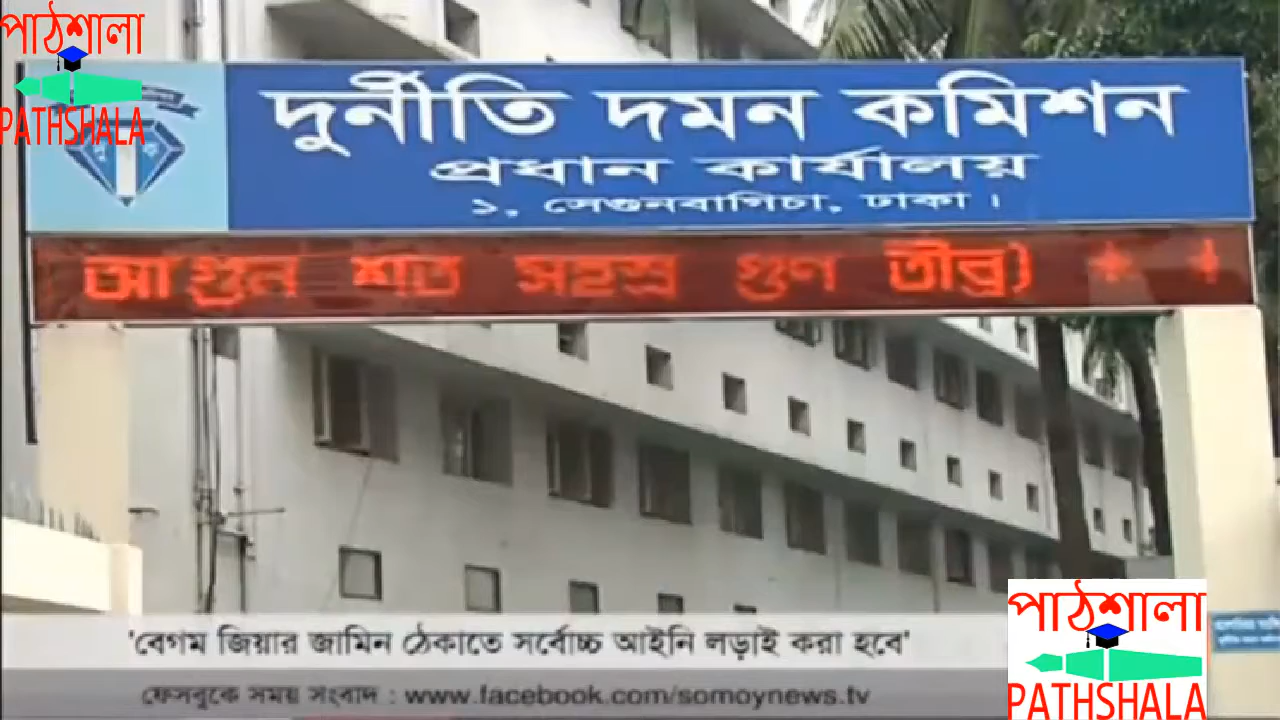 পাঠশালা
PATHSHALA
দুর্নীতি দমন কমিশন
প্রধান কার্যালয়
১, সেগুনবাগিচা, ঢাকা ।
আগুন শত সহস্র গুণ তীব্র) * +
'বেগম জিয়ার জামিন ঠেকাতে সর্বোচ্চ আইনি লড়াই করা হবে'
ফেসবুকে সময় সংবাদ : www.facebook.com/somoynews.tv
পাঠশালা
PATHSHALA